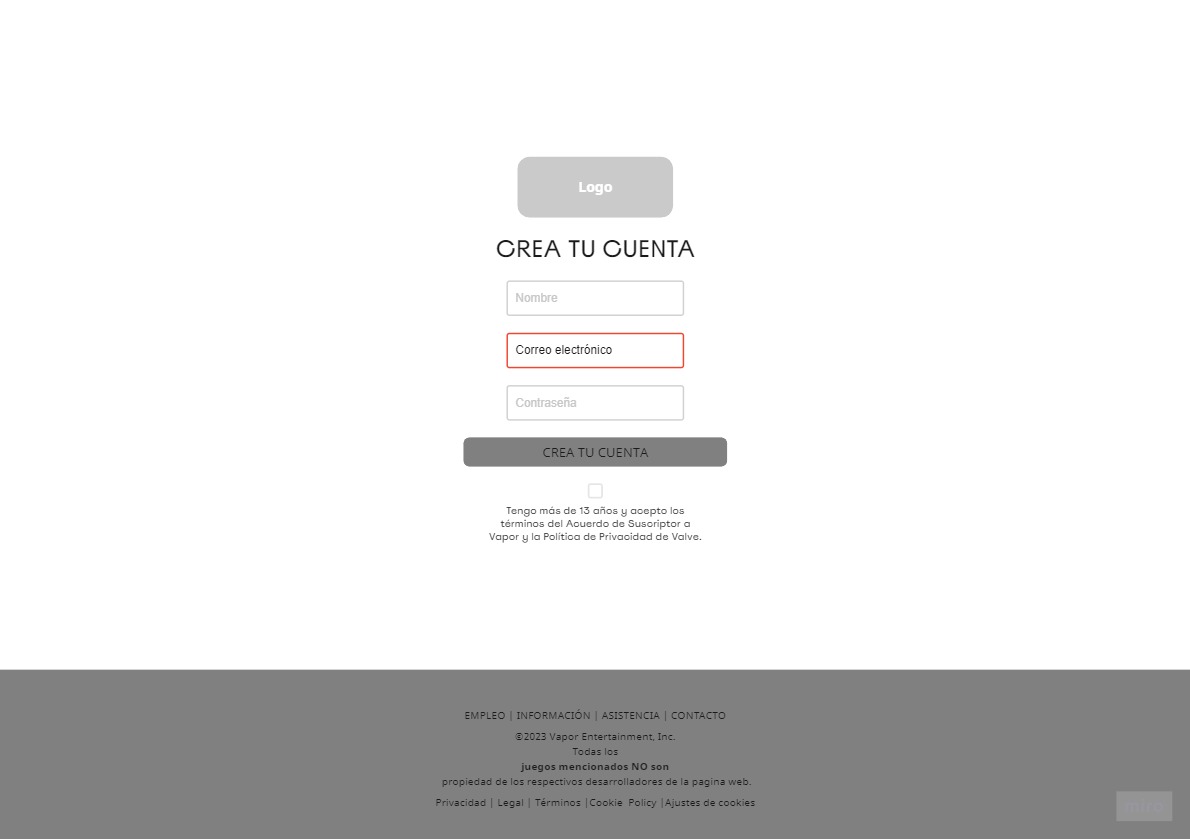 Logo
CREA TU CUENTA
Nombre
Correo electrónico
Contraseña
CREA TU CUENTA
Tengo más de 13 años y acepto los
términos del Acuerdo de Suscriptor a
Vapor y la Política de Privacidad de Valve.
EMPLEO | INFORMACIÓN | ASISTENCIA | CONTACTO
©2023 Vapor Entertainment, Inc.
Todas los
juegos mencionados NO son
propiedad de los respectivos desarrolladores de la pagina web.
Privacidad | Legal | Términos |Cookie Policy |Ajustes de cookies
miro